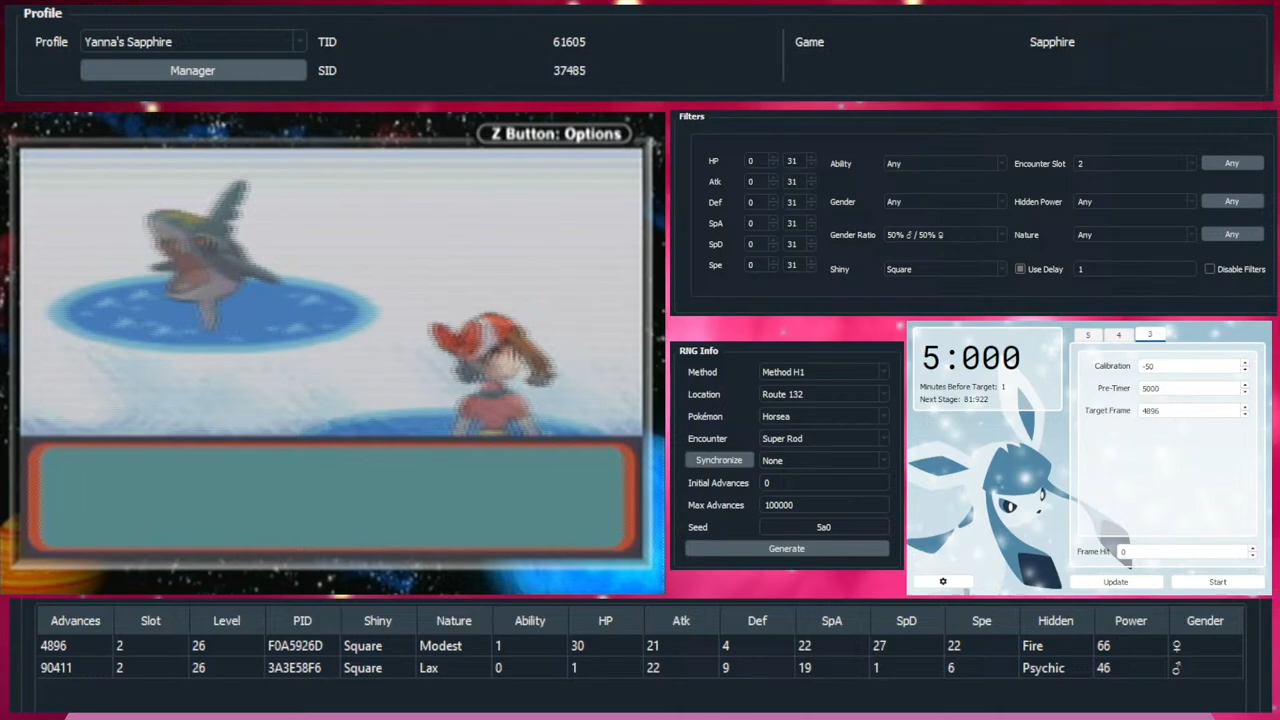 Profile
Profile Yanna's Sapphire TID 61605 Game Sapphire
Manager SID 37485
Z Button: Options
Filters
HP 0 31 Ability Any Encounter Slot 2 Any
Atk 0 31
Def 0 31 Gender Any Hidden Power Any Any
SpA 0 31
Gender Ratio 50% ♂ / 50% ♀ Nature Any Any
SpD 0 31
Spe 0 31 Shiny Square Use Delay 1 Disable Filters
RNG Info
Method Method H1
Location Route 132
Pokémon Horsea
Encounter Super Rod
Synchronize None
Initial Advances 0
Max Advances 100000
Seed 5a0
Generate
5:000
Minutes Before Target: 1
Next Stage: 81:922
5 4 3
Calibration -50
Pre-Timer 5000
Target Frame 4896
Frame Hit 0
Update Start
Advances Slot Level PID Shiny Nature Ability HP Atk Def SpA SpD Spe Hidden Power Gender
4896 2 26 F0A5926D Square Modest 1 30 21 4 22 27 22 Fire 66 ♀
90411 2 26 3A3E58F6 Square Lax 0 1 22 9 19 1 6 Psychic 46 ♂